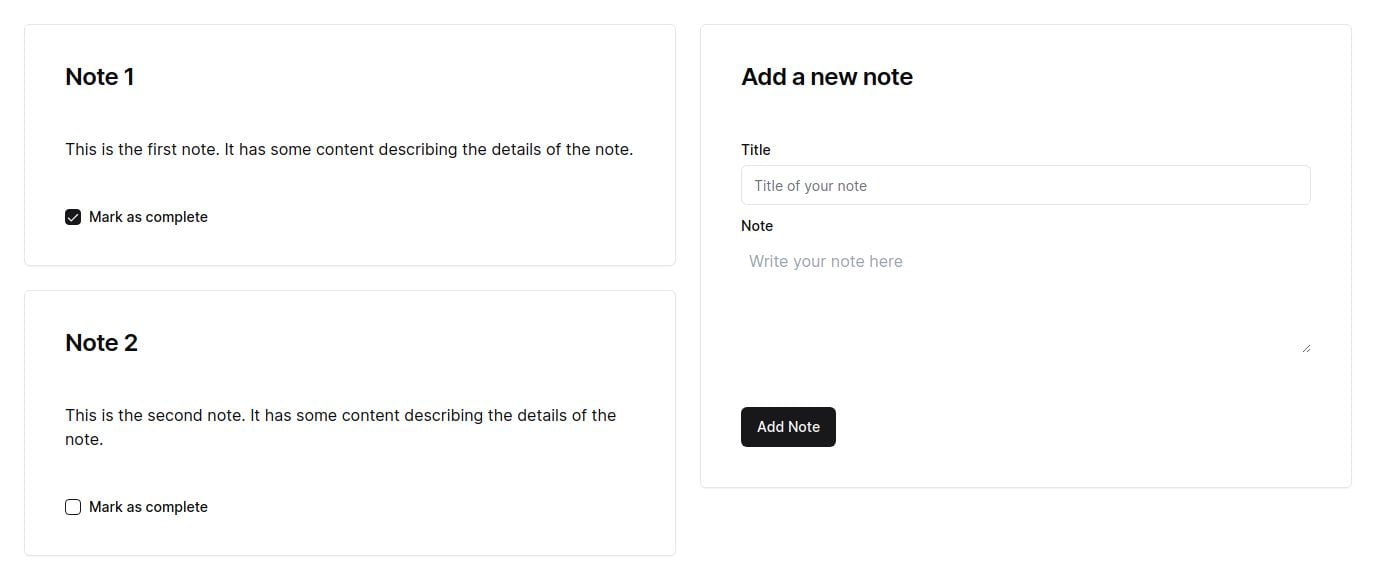 Note 1
This is the first note. It has some content describing the details of the note.
Mark as complete
Note 2
This is the second note. It has some content describing the details of the
note.
Mark as complete
Add a new note
Title
Title of your note
Note
Write your note here
Add Note